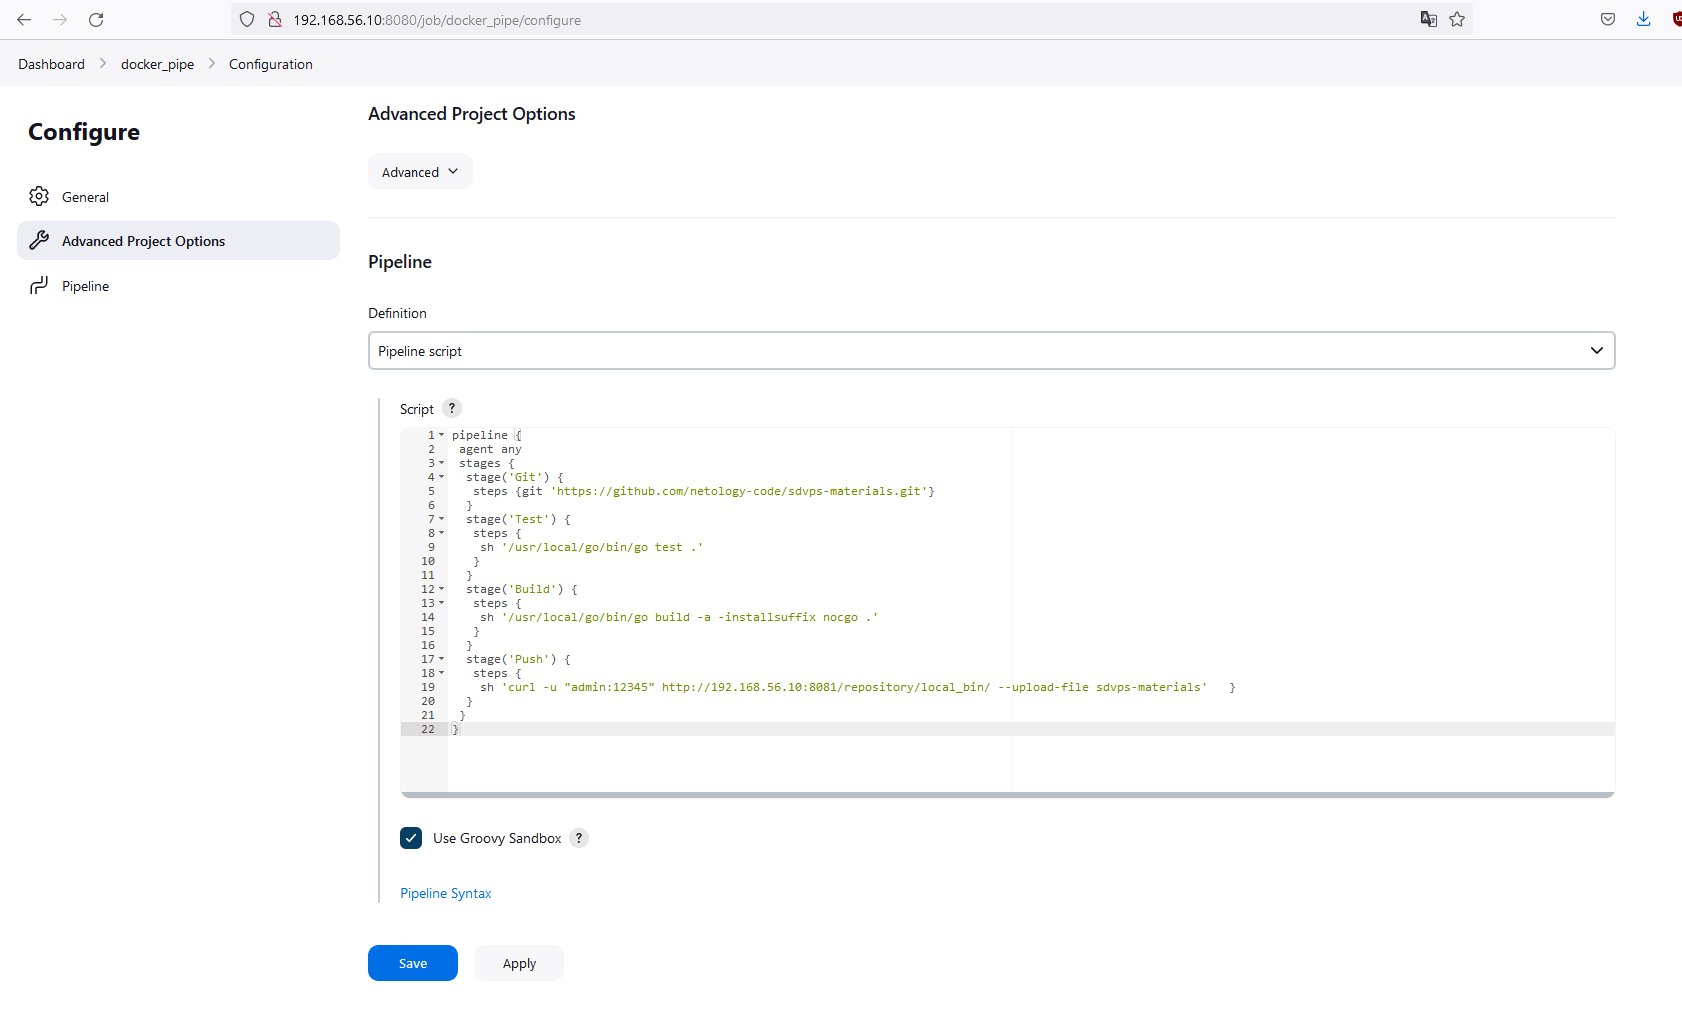 192.168.56.10:8080/job/docker_pipe/configure
Dashboard > docker_pipe > Configuration
Configure
General
Advanced Project Options
Pipeline
Advanced Project Options
Advanced
Pipeline
Definition
Pipeline script
Script ?
1 pipeline {
2  agent any
3  stages {
4   stage('Git') {
5    steps {git 'https://github.com/netology-code/sdvps-materials.git'}
6   }
7   stage('Test') {
8    steps {
9     sh '/usr/local/go/bin/go test .'
10    }
11   }
12   stage('Build') {
13    steps {
14     sh '/usr/local/go/bin/go build -a -installsuffix nocgo .'
15    }
16   }
17   stage('Push') {
18    steps {
19     sh 'curl -u "admin:12345" http://192.168.56.10:8081/repository/local_bin/ --upload-file sdvps-materials'   }
20   }
21  }
22 }
Use Groovy Sandbox ?
Pipeline Syntax
Save
Apply